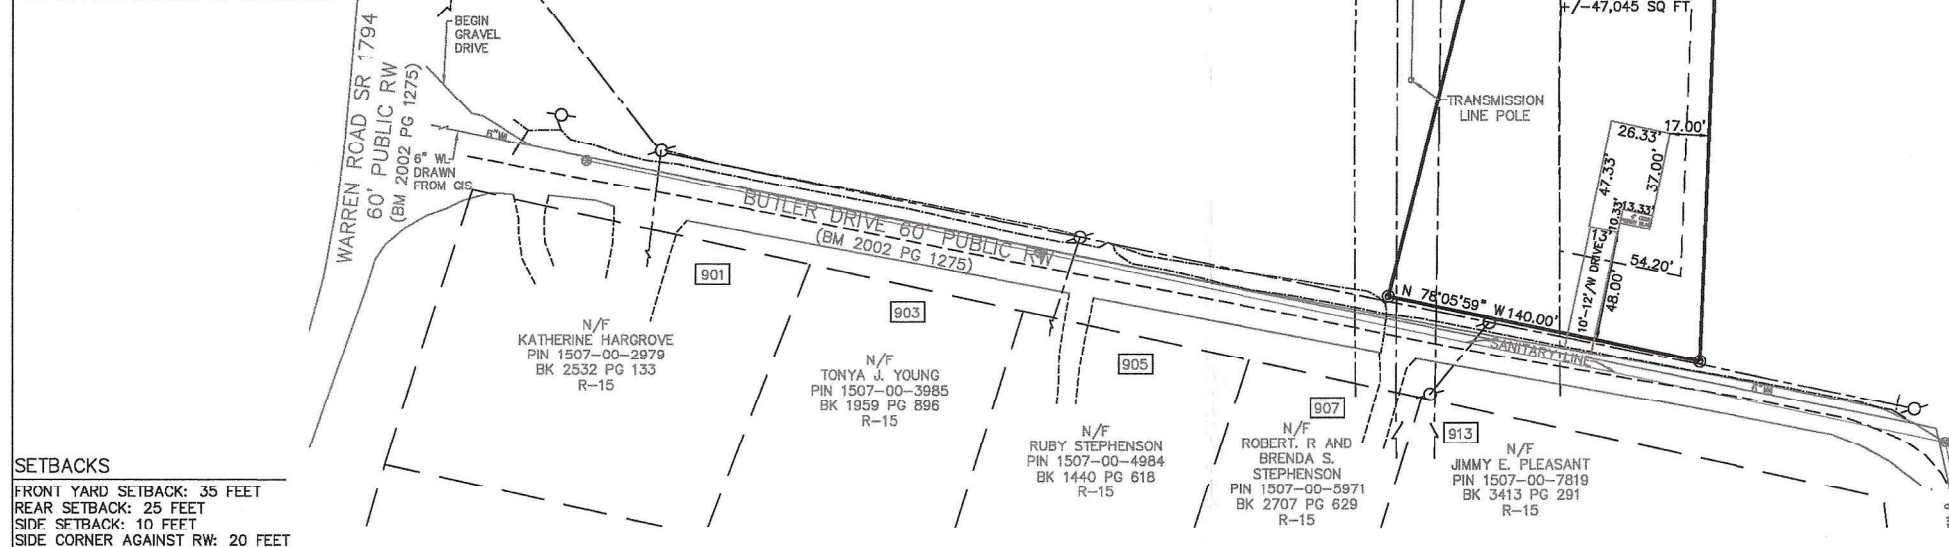 +/-47,045 SQ FT
BEGIN
GRAVEL
DRIVE
WARREN ROAD SR 1794
60' PUBLIC RW
(BM 2002 PG 1275)
6"WL
6" WL
DRAWN
FROM GIS
TRANSMISSION
LINE POLE
26.33'
17.00'
47.33'
37.00'
13.33'
10.33'
13'
54.20'
10'-12'/W DRIVE
48.00'
BUTLER DRIVE 60' PUBLIC RW
(BM 2002 PG 1275)
N 78°05'59" W 140.00'
SANITARY LINE
901
903
905
907
913
N/F
KATHERINE HARGROVE
PIN 1507-00-2979
BK 2532 PG 133
R-15
N/F
TONYA J. YOUNG
PIN 1507-00-3985
BK 1959 PG 896
R-15
N/F
RUBY STEPHENSON
PIN 1507-00-4984
BK 1440 PG 618
R-15
N/F
ROBERT. R AND
BRENDA S.
STEPHENSON
PIN 1507-00-5971
BK 2707 PG 629
R-15
N/F
JIMMY E. PLEASANT
PIN 1507-00-7819
BK 3413 PG 291
R-15
SETBACKS
FRONT YARD SETBACK: 35 FEET
REAR SETBACK: 25 FEET
SIDE SETBACK: 10 FEET
SIDE CORNER AGAINST RW: 20 FEET